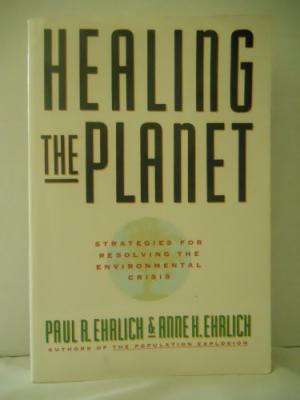 HEALING
THE PLANET
STRATEGIES FOR
RESOLVING THE
ENVIRONMENTAL
CRISIS
PAUL R. EHRLICH & ANNE H. EHRLICH
AUTHORS OF THE POPULATION EXPLOSION